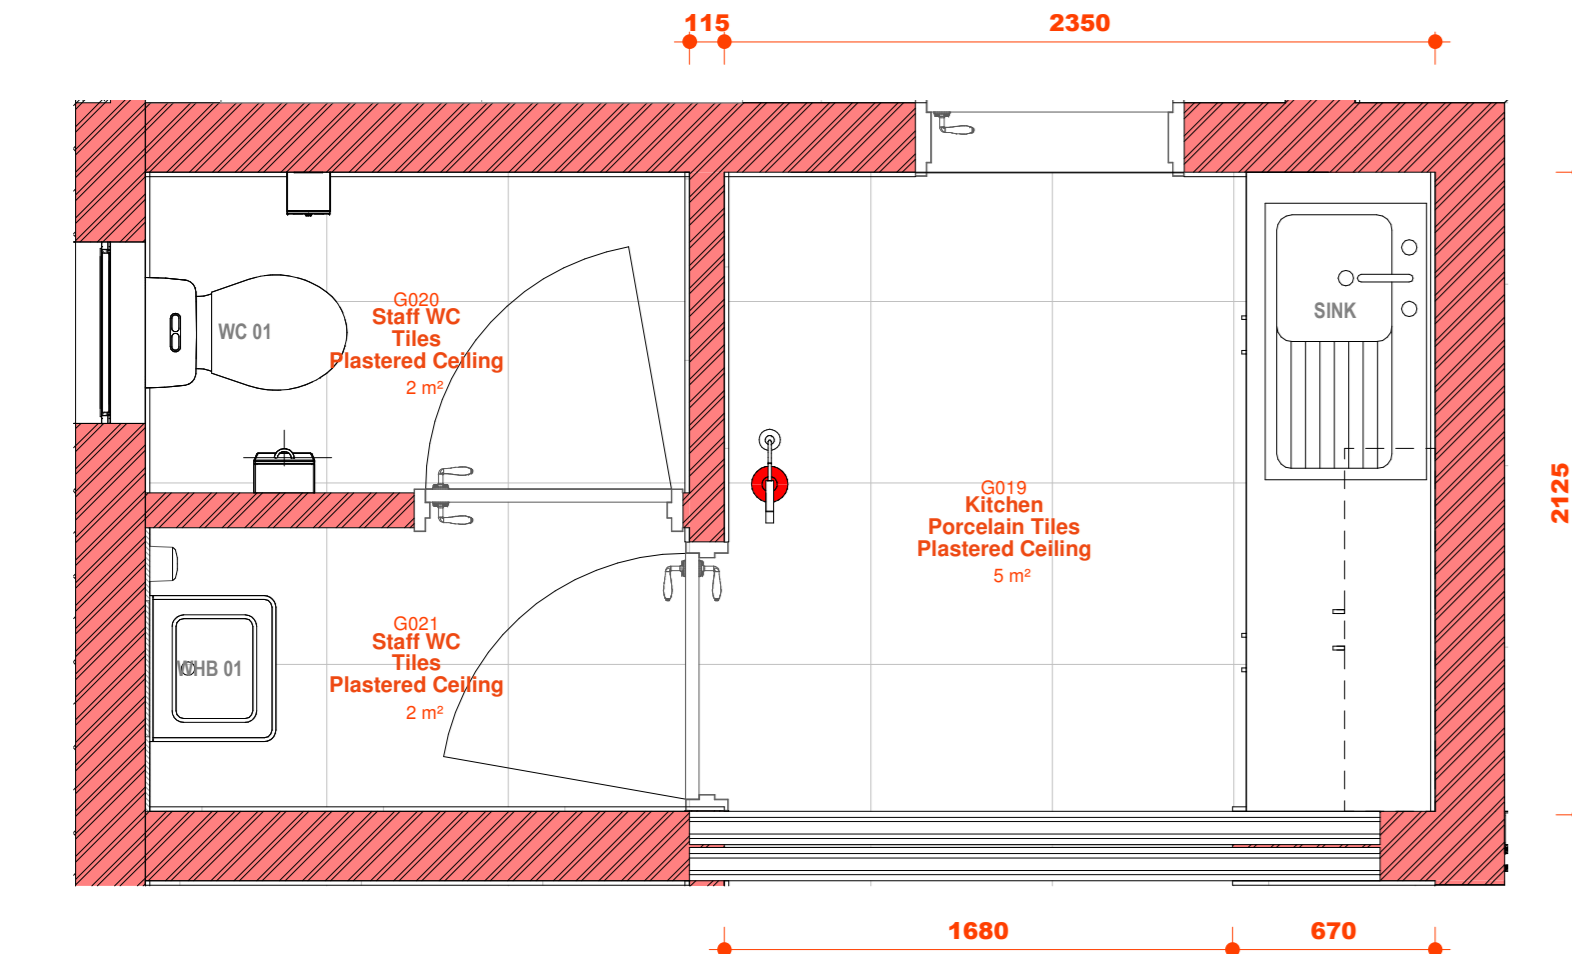 115
2350
G020
Staff WC
Tiles
Plastered Ceiling
2 m²
WC 01
SINK
2125
G019
Kitchen
Porcelain Tiles
Plastered Ceiling
5 m²
G021
Staff WC
Tiles
Plastered Ceiling
2 m²
WHB 01
1680
670